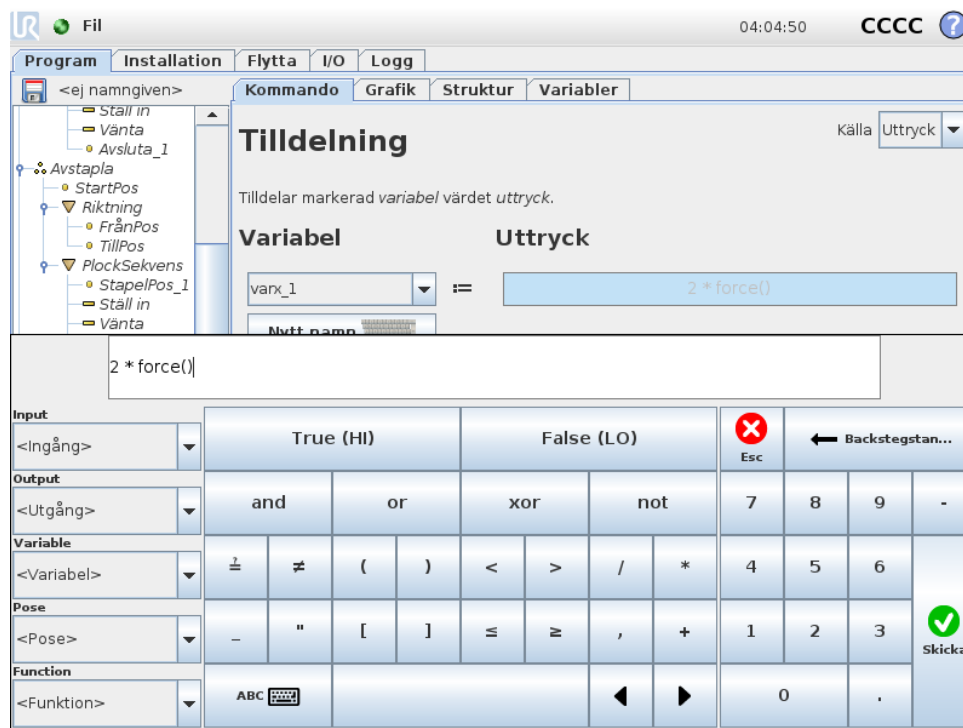 UR Fil 04:04:50 CCCC ?
Program Installation Flytta I/O Logg
<ej namngiven> Kommando Grafik Struktur Variabler
Ställ in
Vänta
Avsluta_1
Avstapla
StartPos
Riktning
FrånPos
TillPos
PlockSekvens
StapelPos_1
Ställ in
Vänta
Tilldelning
Källa Uttryck
Tilldelar markerad variabel värdet uttryck.
Variabel Uttryck
varx_1 := 2 * force()
Nytt namn
2 * force()
Input
<Ingång>
Output
<Utgång>
Variable
<Variabel>
Pose
<Pose>
Function
<Funktion>
True (HI) False (LO) Esc Backstegstan...
and or xor not 7 8 9 -
≟ ≠ ( ) < > / * 4 5 6
_ " [ ] ≤ ≥ , + 1 2 3 Skicka
ABC 0 .